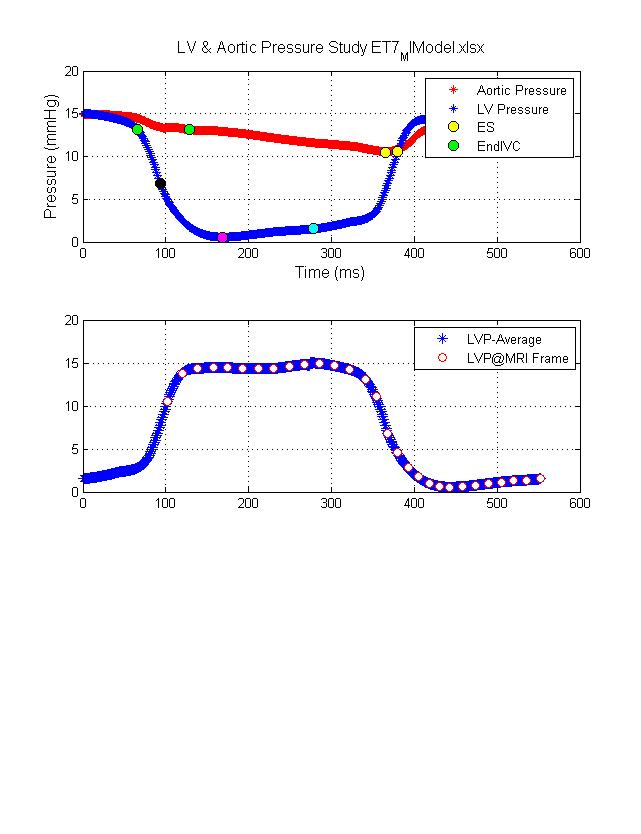 LV & Aortic Pressure Study ET7MIModel.xlsx
20
15
10
5
0
Pressure (mmHg)
Aortic Pressure
LV Pressure
ES
EndIVC
0 100 200 300 400 500 600
Time (ms)
20
15
10
5
0
LVP-Average
LVP@MRI Frame
0 100 200 300 400 500 600